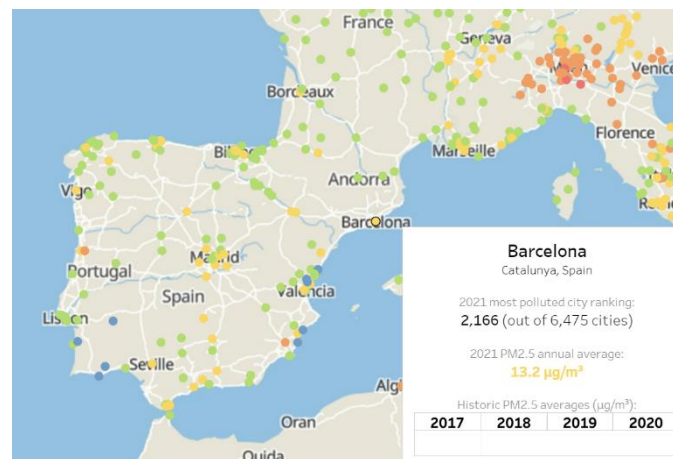 France
Geneva
Milan
Venice
Bordeaux
Florence
Marseille
Andorra
Vigo
Barcelona
Madrid
Portugal
Spain
Valencia
Lisbon
Seville
Oran
Oujda
Barcelona
Catalunya, Spain
2021 most polluted city ranking:
2,166 (out of 6,475 cities)
2021 PM2.5 annual average:
13.2 µg/m³
Historic PM2.5 averages (µg/m³):
2017 2018 2019 2020